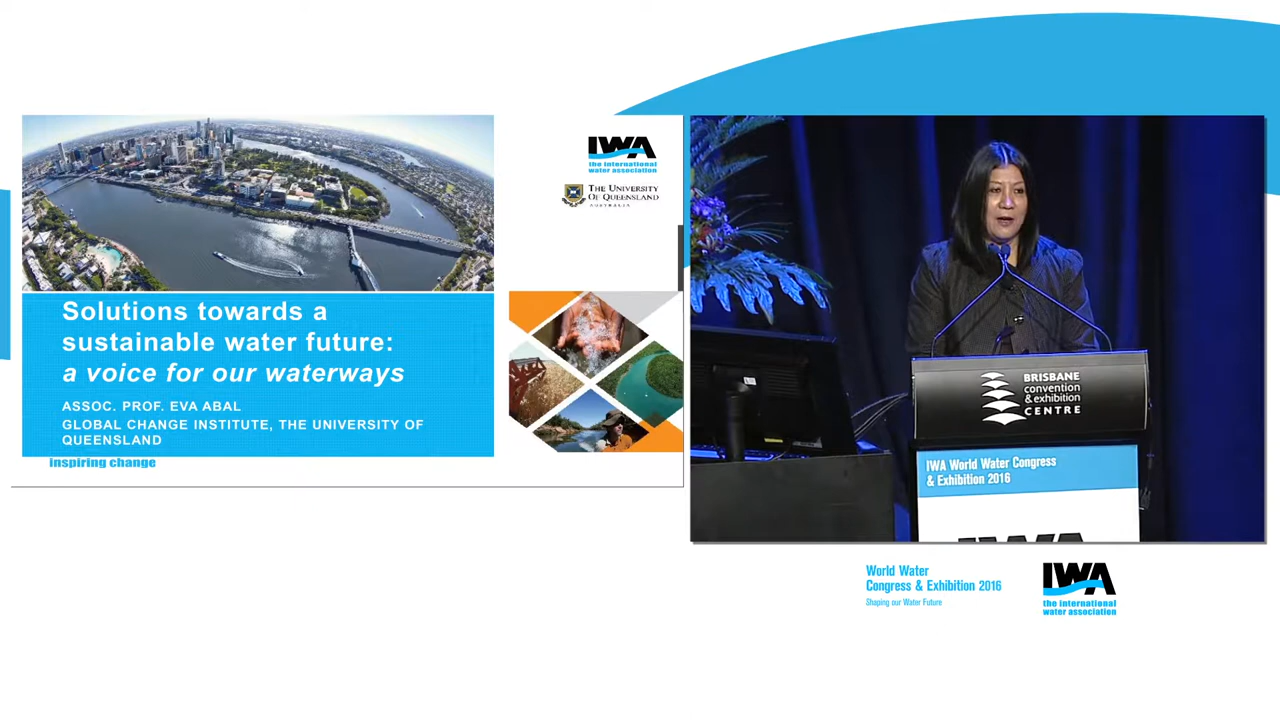 IWA
the international
water association
THE UNIVERSITY
OF QUEENSLAND
AUSTRALIA
Solutions towards a
sustainable water future:
a voice for our waterways
ASSOC. PROF. EVA ABAL
GLOBAL CHANGE INSTITUTE, THE UNIVERSITY OF
QUEENSLAND
inspiring change
BRISBANE
convention
& exhibition
CENTRE
IWA World Water Congress
& Exhibition 2016
IWA
World Water
Congress & Exhibition 2016
Shaping our Water Future
IWA
the international
water association